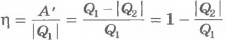 η = A′/|Q₁| = (Q₁ − |Q₂|)/Q₁ = 1 − |Q₂|/Q₁